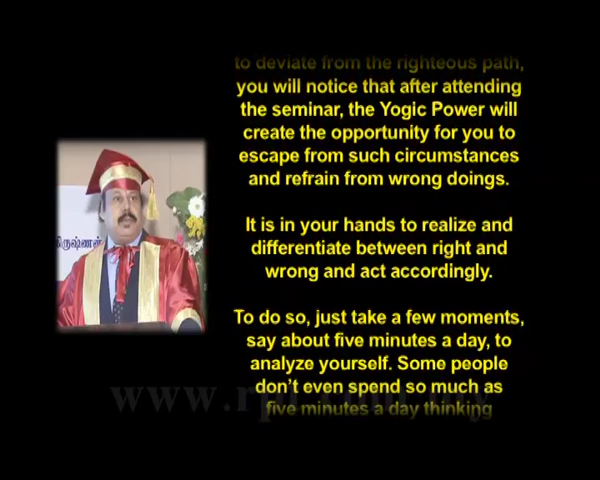 to deviate from the righteous path,
you will notice that after attending
the seminar, the Yogic Power will
create the opportunity for you to
escape from such circumstances
and refrain from wrong doings.
It is in your hands to realize and
differentiate between right and
wrong and act accordingly.
To do so, just take a few moments,
say about five minutes a day, to
analyze yourself. Some people
don't even spend so much as
five minutes a day thinking
கிருஷ்ணன்